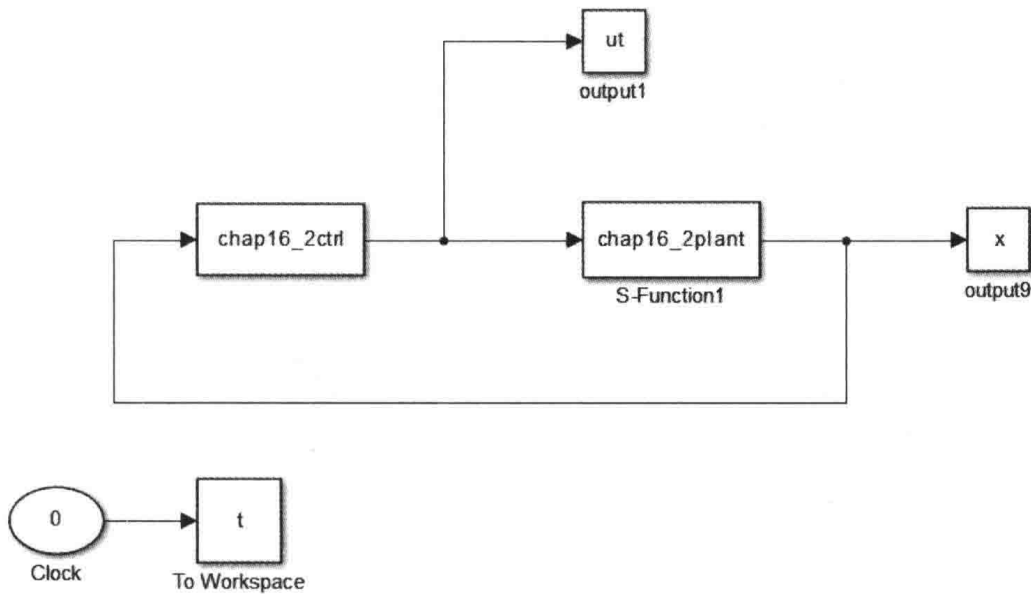 ut
output1
chap16_2ctrl
chap16_2plant
S-Function1
x
output9
0
Clock
t
To Workspace